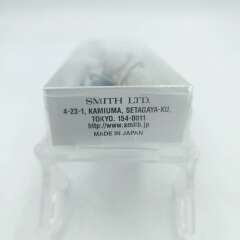 SMITH LTD.
4-23-1, KAMIUMA, SETAGAYA-KU,
TOKYO. 154-0011
http://www.smith.jp
MADE IN JAPAN